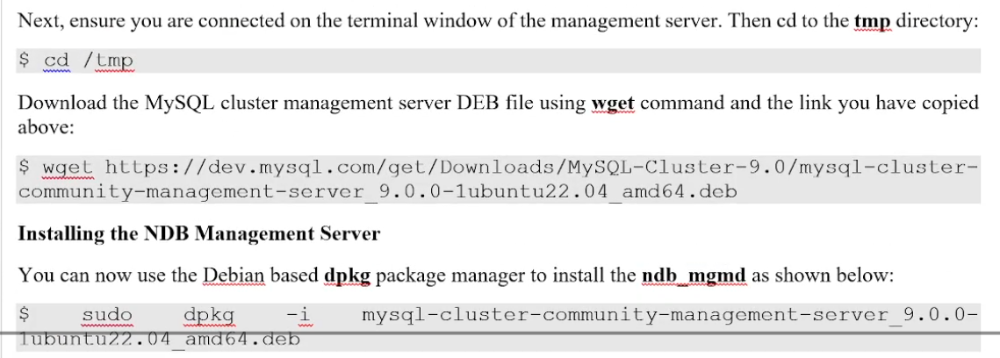 Next, ensure you are connected on the terminal window of the management server. Then cd to the tmp directory:
$ cd /tmp
Download the MySQL cluster management server DEB file using wget command and the link you have copied
above:
$ wget https://dev.mysql.com/get/Downloads/MySQL-Cluster-9.0/mysql-cluster-
community-management-server_9.0.0-1ubuntu22.04_amd64.deb
Installing the NDB Management Server
You can now use the Debian based dpkg package manager to install the ndb_mgmd as shown below:
$ sudo dpkg -i mysql-cluster-community-management-server_9.0.0-
1ubuntu22.04_amd64.deb